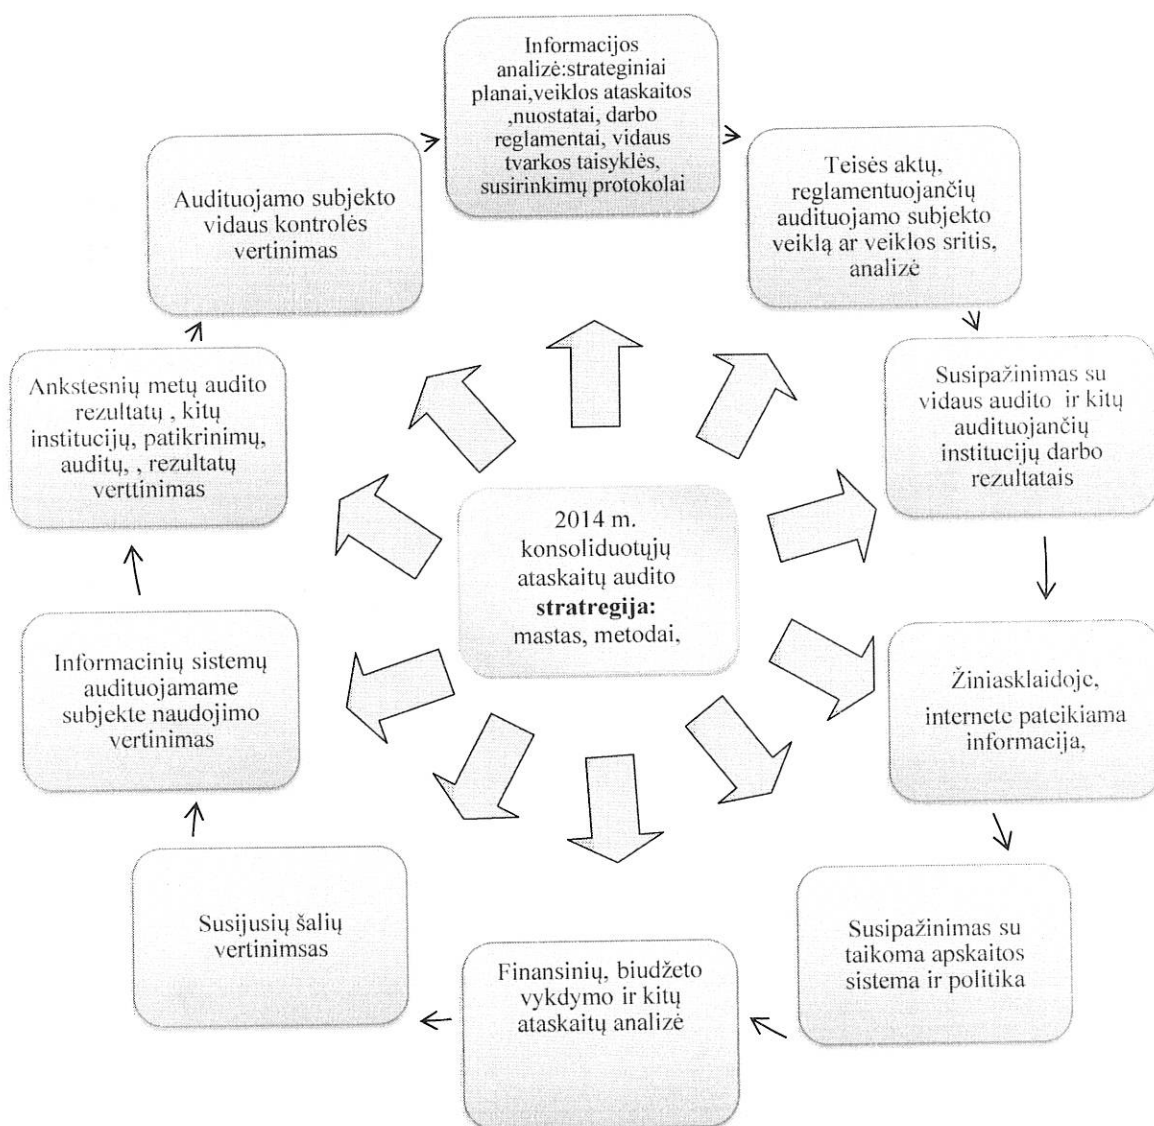 Informacijos
analizė:strateginiai
planai,veiklos ataskaitos
,nuostatai, darbo
reglamentai, vidaus
tvarkos taisyklės,
susirinkimų protokolai
Teisės aktų,
reglamentuojančių
audituojamo subjekto
veiklą ar veiklos sritis,
analizė
Susipažinimas su
vidaus audito ir kitų
audituojančių
institucijų darbo
rezultatais
Žiniasklaidoje,
internete pateikiama
informacija,
Susipažinimas su
taikoma apskaitos
sistema ir politika
Finansinių, biudžeto
vykdymo ir kitų
ataskaitų analizė
Susijusių šalių
vertinimsas
Informacinių sistemų
audituojamame
subjekte naudojimo
vertinimas
Ankstesnių metų audito
rezultatų , kitų
institucijų, patikrinimų,
auditų, , rezultatų
verttinimas
Audituojamo subjekto
vidaus kontrolės
vertinimas
2014 m.
konsoliduotųjų
ataskaitų audito
stratregija:
mastas, metodai,